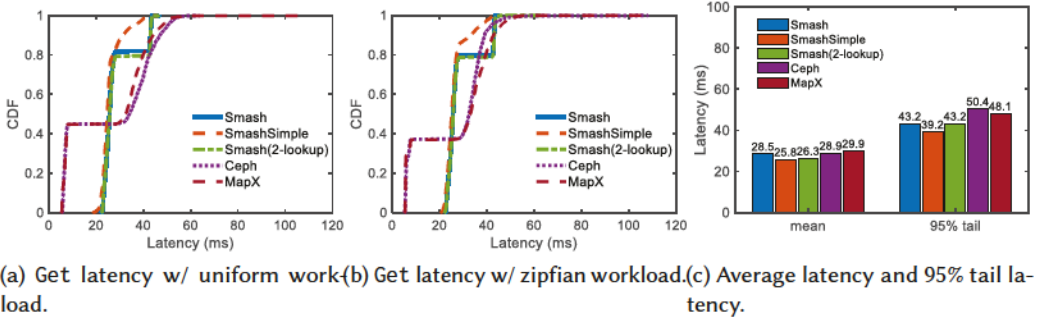 1
0.8
0.6
0.4
0.2
0
CDF
Smash
SmashSimple
Smash(2-lookup)
Ceph
MapX
0 20 40 60 80 100 120
Latency (ms)
1
0.8
0.6
0.4
0.2
0
CDF
Smash
SmashSimple
Smash(2-lookup)
Ceph
MapX
0 20 40 60 80 100 120
Latency (ms)
100
80
60
40
20
0
Latency (ms)
Smash
SmashSimple
Smash(2-lookup)
Ceph
MapX
28.5 25.8 26.3 28.9 29.9
43.2 39.2 43.2 50.4 48.1
mean 95% tail
(a) Get latency w/ uniform work-
load.
(b) Get latency w/ zipfian workload.
(c) Average latency and 95% tail la-
tency.